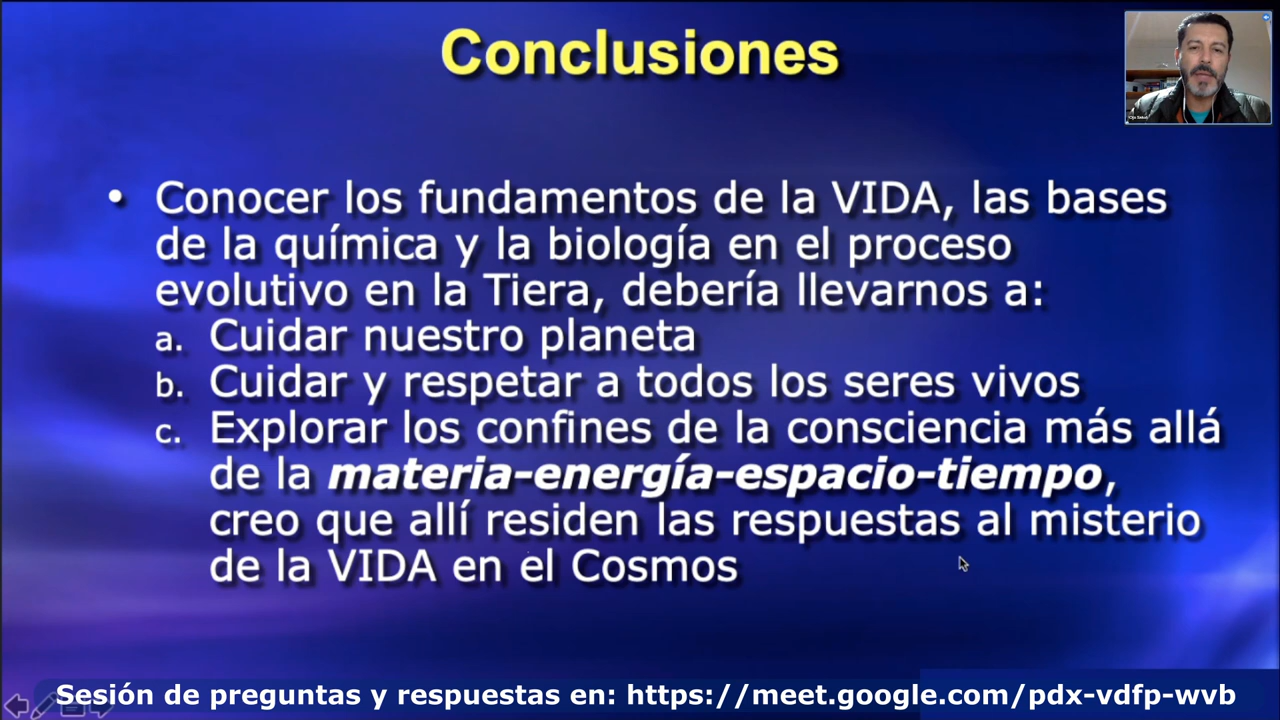 Conclusiones
• Conocer los fundamentos de la VIDA, las bases
de la química y la biología en el proceso
evolutivo en la Tiera, debería llevarnos a:
a. Cuidar nuestro planeta
b. Cuidar y respetar a todos los seres vivos
c. Explorar los confines de la consciencia más allá
de la materia-energía-espacio-tiempo,
creo que allí residen las respuestas al misterio
de la VIDA en el Cosmos
Sesión de preguntas y respuestas en: https://meet.google.com/pdx-vdfp-wvb